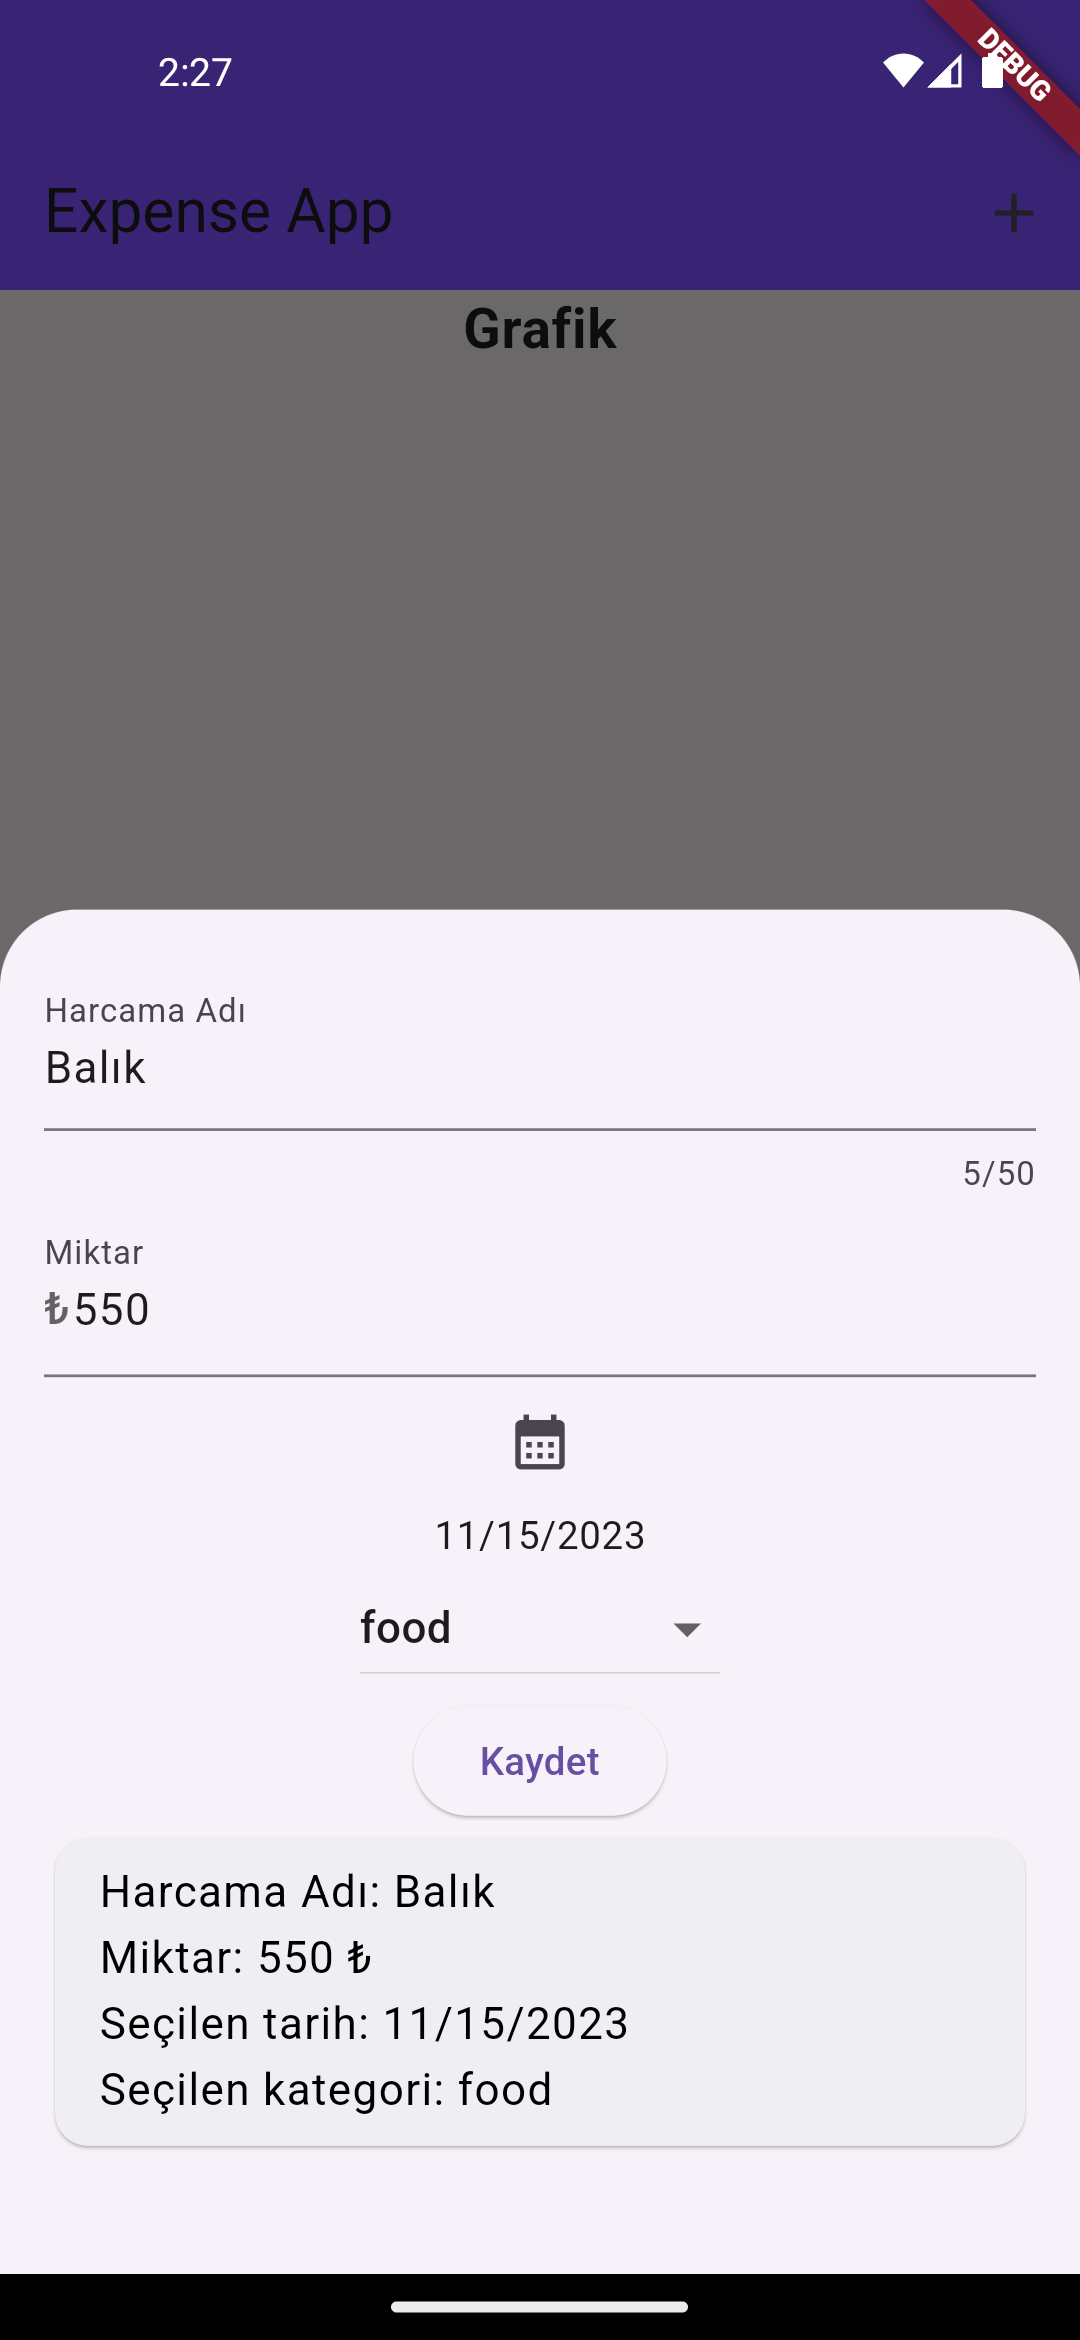 2:27
DEBUG
Expense App
Grafik
Harcama Adı
Balık
5/50
Miktar
₺550
11/15/2023
food
Kaydet
Harcama Adı: Balık
Miktar: 550 ₺
Seçilen tarih: 11/15/2023
Seçilen kategori: food